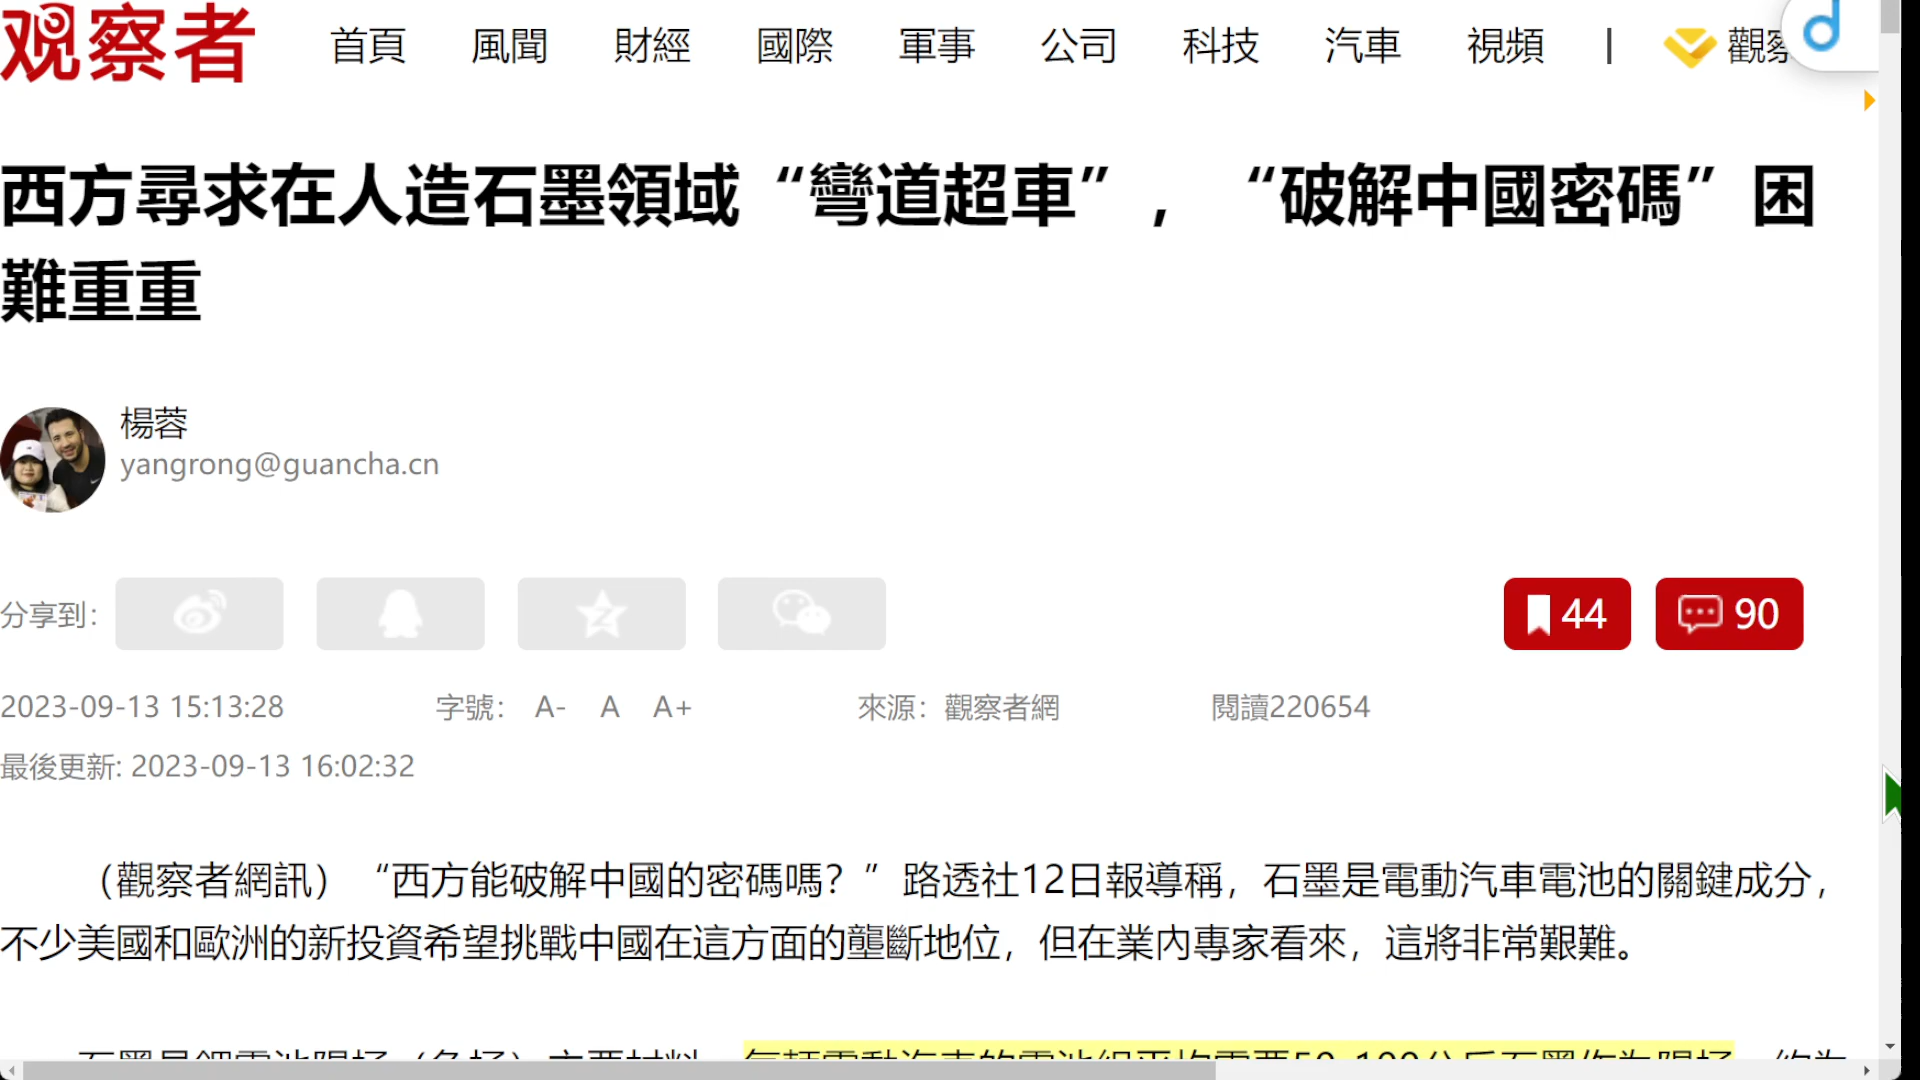 观察者 首頁 風聞 財經 國際 軍事 公司 科技 汽車 視頻 | 觀察
西方尋求在人造石墨領域“彎道超車”，“破解中國密碼”困
難重重
楊蓉
yangrong@guancha.cn
分享到： 44 90
2023-09-13 15:13:28 字號： A- A A+ 來源：觀察者網 閱讀220654
最後更新: 2023-09-13 16:02:32
（觀察者網訊）“西方能破解中國的密碼嗎？”路透社12日報導稱，石墨是電動汽車電池的關鍵成分，
不少美國和歐洲的新投資希望挑戰中國在這方面的壟斷地位，但在業內專家看來，這將非常艱難。